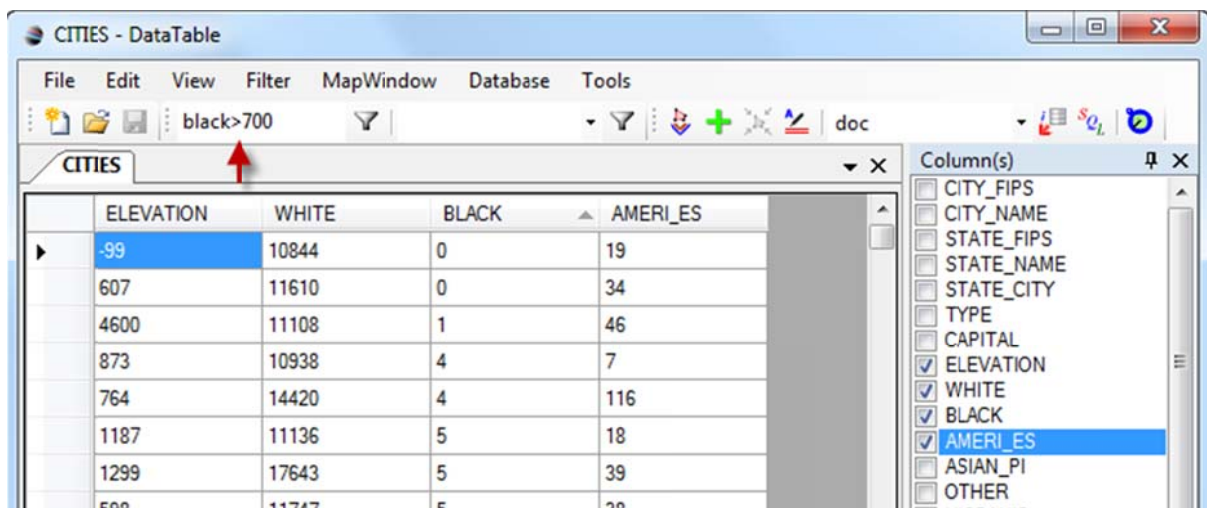 CITIES - DataTable
File Edit View Filter MapWindow Database Tools
black>700 doc SQL
CITIES
ELEVATION WHITE BLACK AMERI_ES
-99 10844 0 19
607 11610 0 34
4600 11108 1 46
873 10938 4 7
764 14420 4 116
1187 11136 5 18
1299 17643 5 39
Column(s)
CITY_FIPS
CITY_NAME
STATE_FIPS
STATE_NAME
STATE_CITY
TYPE
CAPITAL
ELEVATION
WHITE
BLACK
AMERI_ES
ASIAN_PI
OTHER